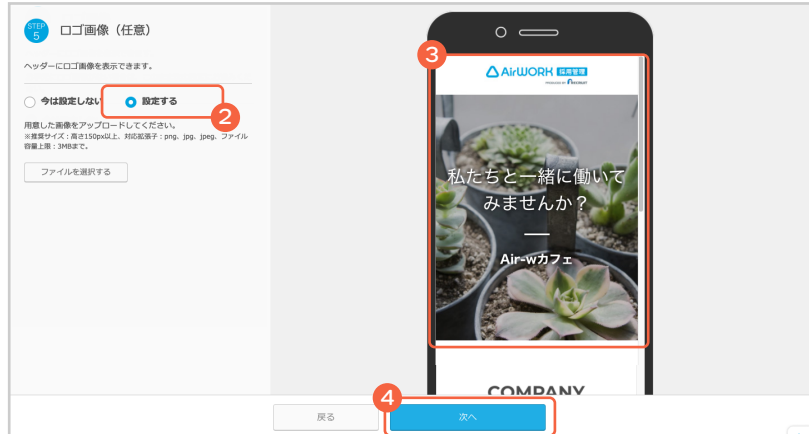 STEP
5
ロゴ画像（任意）
ヘッダーにロゴ画像を表示できます。
今は設定しない
設定する
2
用意した画像をアップロードしてください。
※推奨サイズ：高さ150px以上、対応拡張子：png、jpg、jpeg、ファイル
容量上限：3MBまで。
ファイルを選択する
3
AirWORK 採用管理
PRODUCED BY RECRUIT
私たちと一緒に働いて
みませんか？
Air-wカフェ
COMPANY
4
戻る
次へ